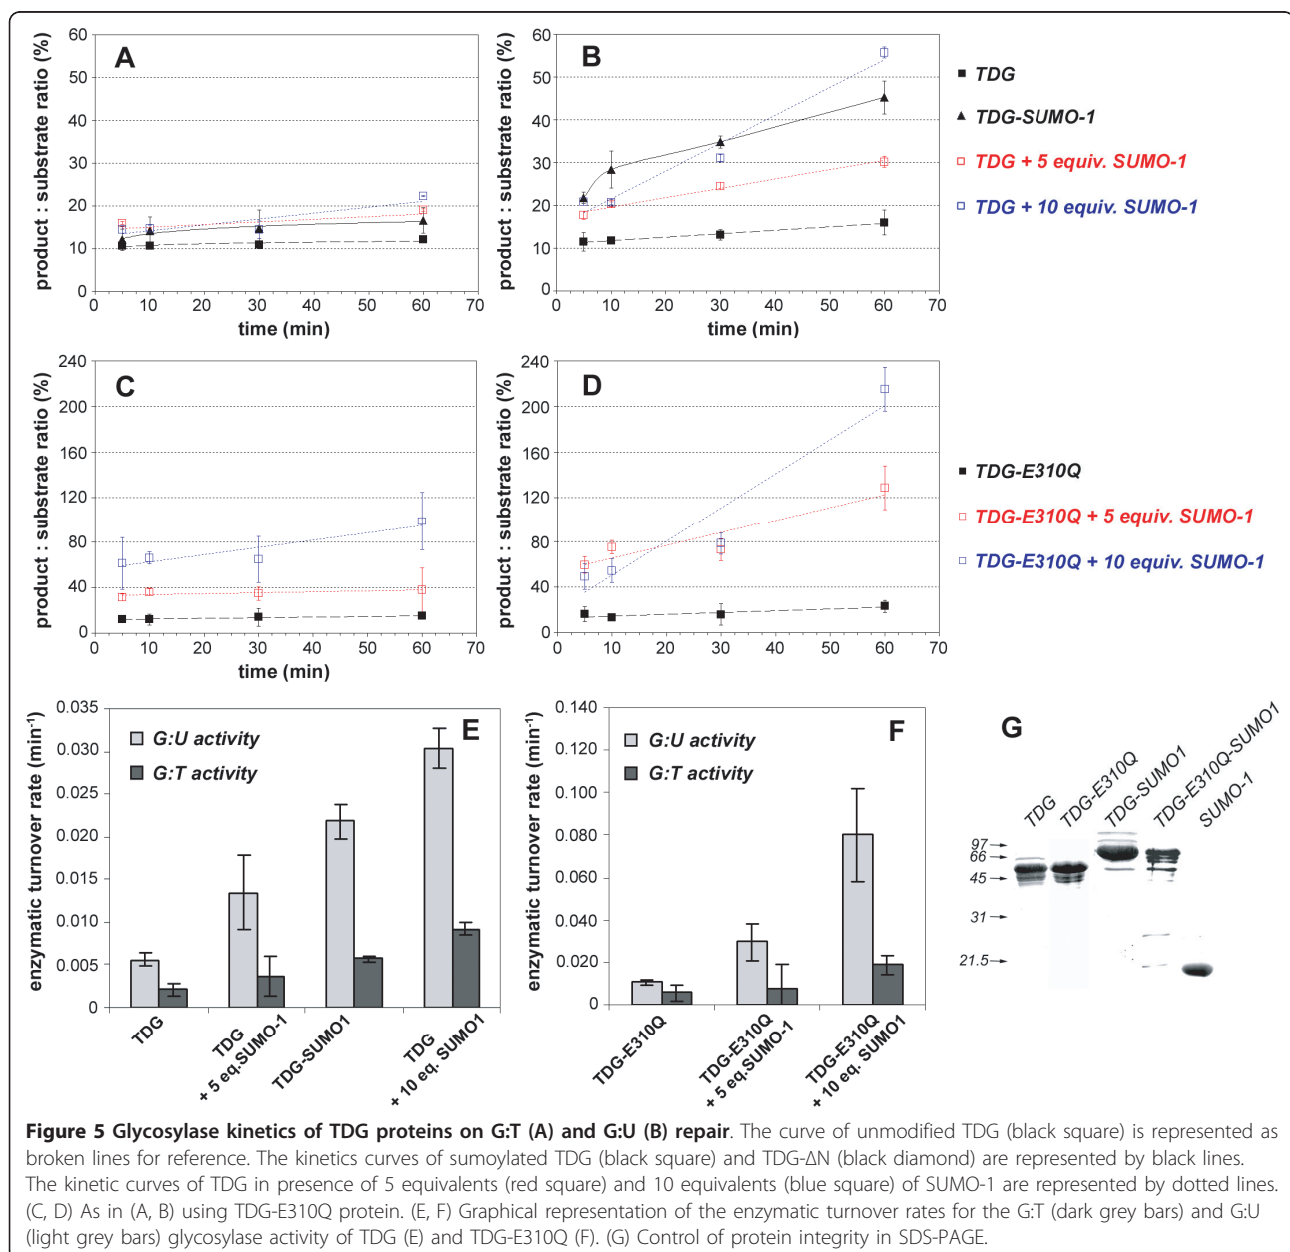 A
product : substrate ratio (%)
60
50
40
30
20
10
0
0 10 20 30 40 50 60 70
time (min)
B
product : substrate ratio (%)
60
50
40
30
20
10
0
0 10 20 30 40 50 60 70
time (min)
TDG
TDG-SUMO-1
TDG + 5 equiv. SUMO-1
TDG + 10 equiv. SUMO-1
C
product : substrate ratio (%)
240
200
160
120
80
40
0
0 10 20 30 40 50 60 70
time (min)
D
product : substrate ratio (%)
240
200
160
120
80
40
0
0 10 20 30 40 50 60 70
time (min)
TDG-E310Q
TDG-E310Q + 5 equiv. SUMO-1
TDG-E310Q + 10 equiv. SUMO-1
E
enzymatic turnover rate (min-1)
0.035
0.030
0.025
0.020
0.015
0.010
0.005
0
G:U activity
G:T activity
TDG
TDG
+ 5 eq.SUMO-1
TDG-SUMO1
TDG
+ 10 eq. SUMO1
F
enzymatic turnover rate (min-1)
0.140
0.120
0.100
0.080
0.060
0.040
0.020
0
G:U activity
G:T activity
TDG-E310Q
TDG-E310Q
+ 5 eq.SUMO-1
TDG-E310Q
+ 10 eq. SUMO1
G
TDG
TDG-E310Q
TDG-SUMO1
TDG-E310Q-SUMO1
SUMO-1
97
66
45
31
21.5
Figure 5 Glycosylase kinetics of TDG proteins on G:T (A) and G:U (B) repair. The curve of unmodified TDG (black square) is represented as
broken lines for reference. The kinetics curves of sumoylated TDG (black square) and TDG-ΔN (black diamond) are represented by black lines.
The kinetic curves of TDG in presence of 5 equivalents (red square) and 10 equivalents (blue square) of SUMO-1 are represented by dotted lines.
(C, D) As in (A, B) using TDG-E310Q protein. (E, F) Graphical representation of the enzymatic turnover rates for the G:T (dark grey bars) and G:U
(light grey bars) glycosylase activity of TDG (E) and TDG-E310Q (F). (G) Control of protein integrity in SDS-PAGE.